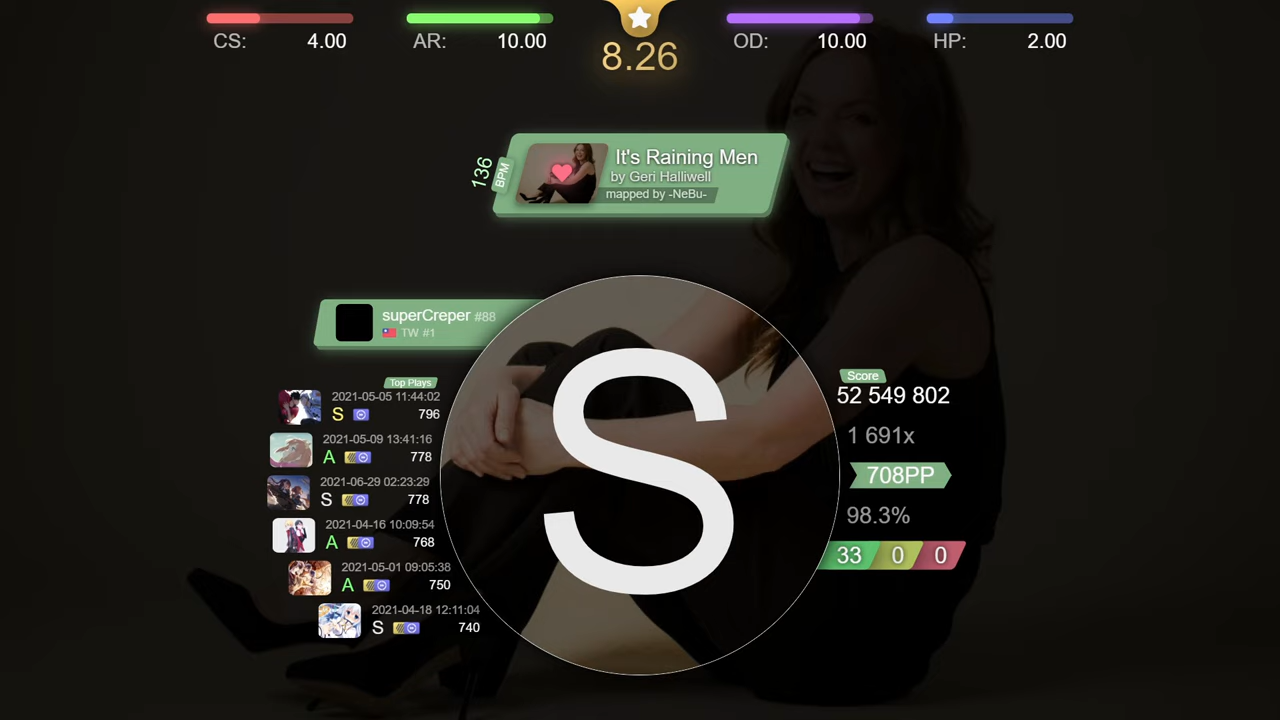 CS: 4.00
AR: 10.00
8.26
OD: 10.00
HP: 2.00
136 BPM
It's Raining Men
by Geri Halliwell
mapped by -NeBu-
superCreper #88
TW #1
Top Plays
2021-05-05 11:44:02
S 796
2021-05-09 13:41:16
A 778
2021-06-29 02:23:29
S 778
2021-04-16 10:09:54
A 768
2021-05-01 09:05:38
A 750
2021-04-18 12:11:04
S 740
S
Score
52 549 802
1 691x
708PP
98.3%
33 0 0